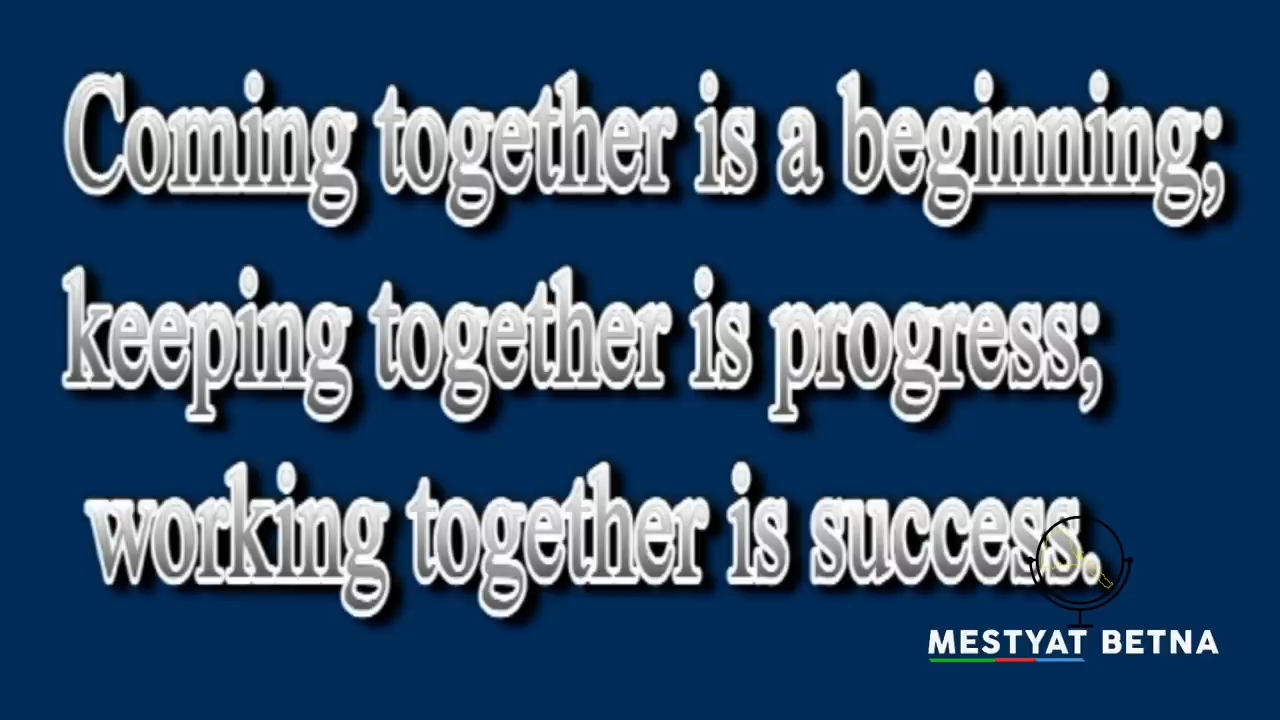 Coming together is a beginning;
keeping together is progress;
working together is success.
MESTYAT BETNA